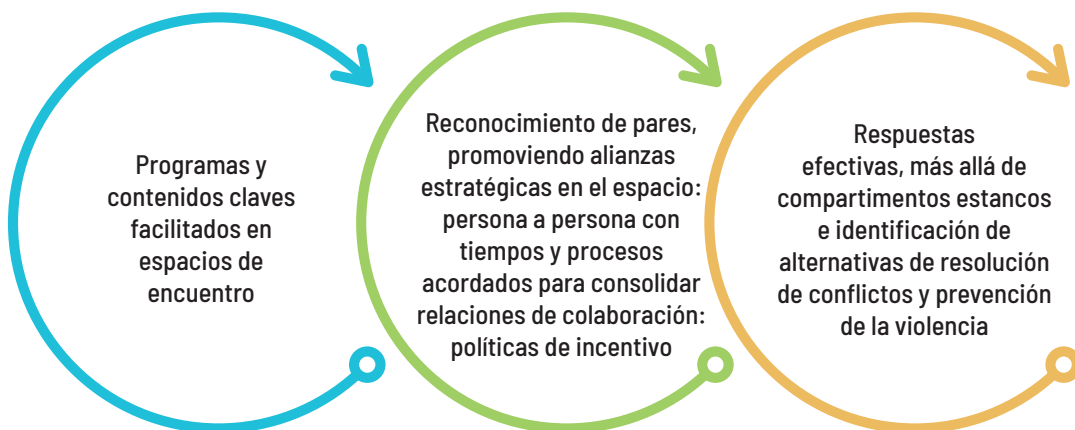 Programas y
contenidos claves
facilitados en
espacios de
encuentro
Reconocimiento de pares,
promoviendo alianzas
estratégicas en el espacio:
persona a persona con
tiempos y procesos
acordados para consolidar
relaciones de colaboración:
políticas de incentivo
Respuestas
efectivas, más allá de
compartimentos estancos
e identificación de
alternativas de resolución
de conflictos y prevención
de la violencia